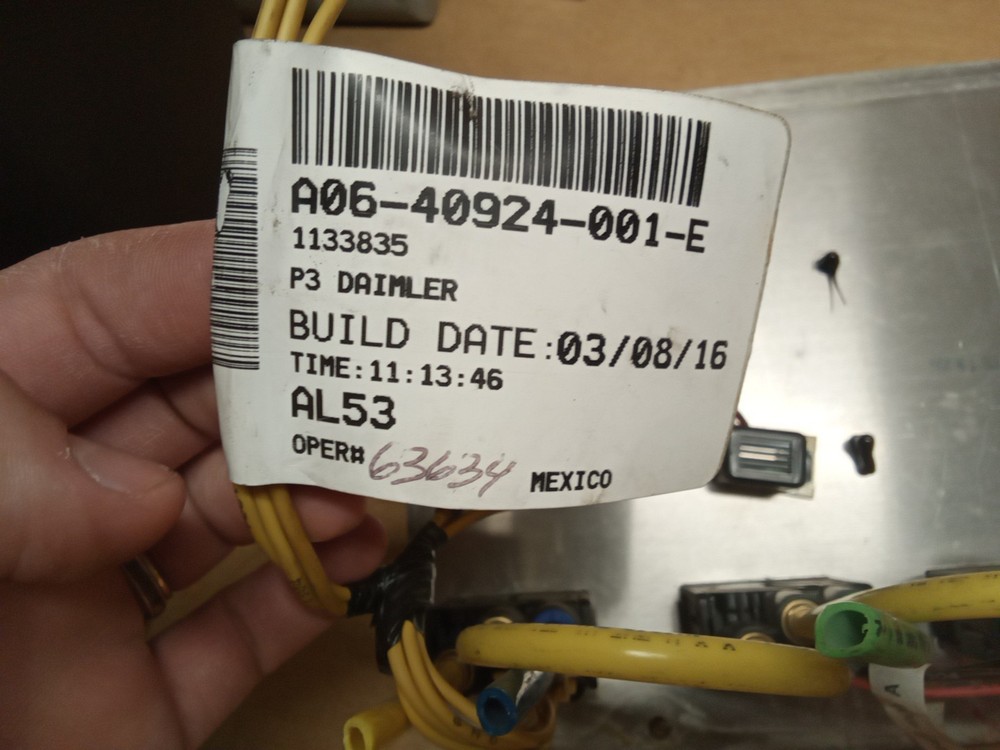 A06-40924-001-E
1133835
P3 DAIMLER
BUILD DATE:03/08/16
TIME:11:13:46
AL53
OPER# 63634 MEXICO
A